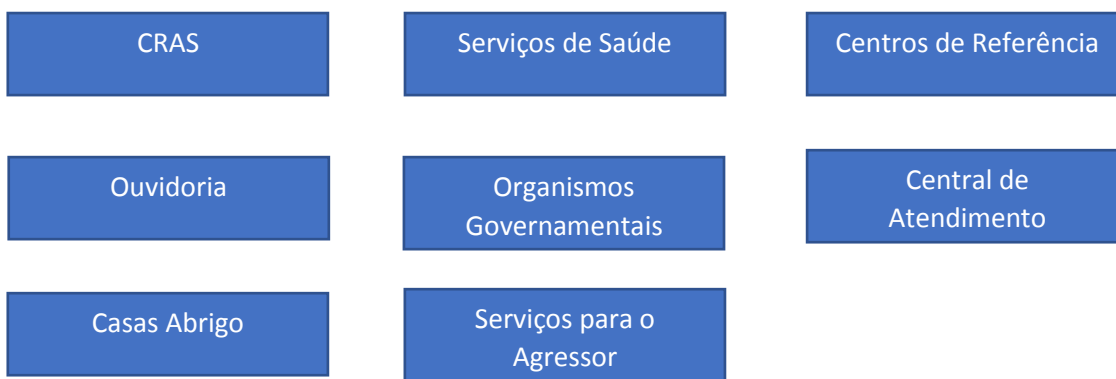 CRAS
Serviços de Saúde
Centros de Referência
Ouvidoria
Organismos
Governamentais
Central de
Atendimento
Casas Abrigo
Serviços para o
Agressor